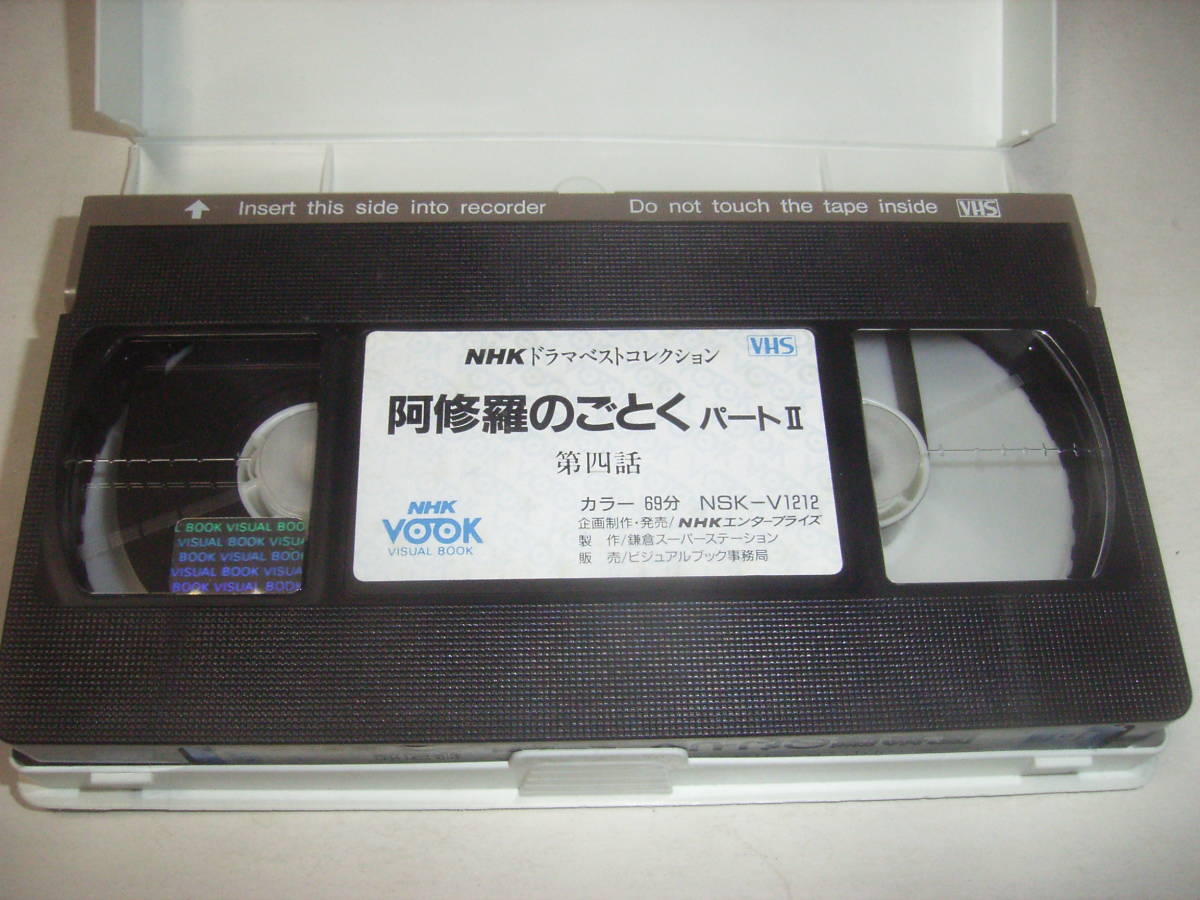 Insert this side into recorder Do not touch the tape inside VHS
NHKドラマベストコレクション VHS
阿修羅のごとく パートⅡ
第四話
カラー 69分 NSK-V1212
NHK VOOK VISUAL BOOK
企画制作・発売/NHKエンタープライズ
製 作/鎌倉スーパーステーション
販 売/ビジュアルブック事務局
L BOOK VISUAL BOO
VISUAL BOOK VISUAL
BOOK VISUAL BOOK
VISUAL BOOK VISUA
BOOK VISUAL BOOK